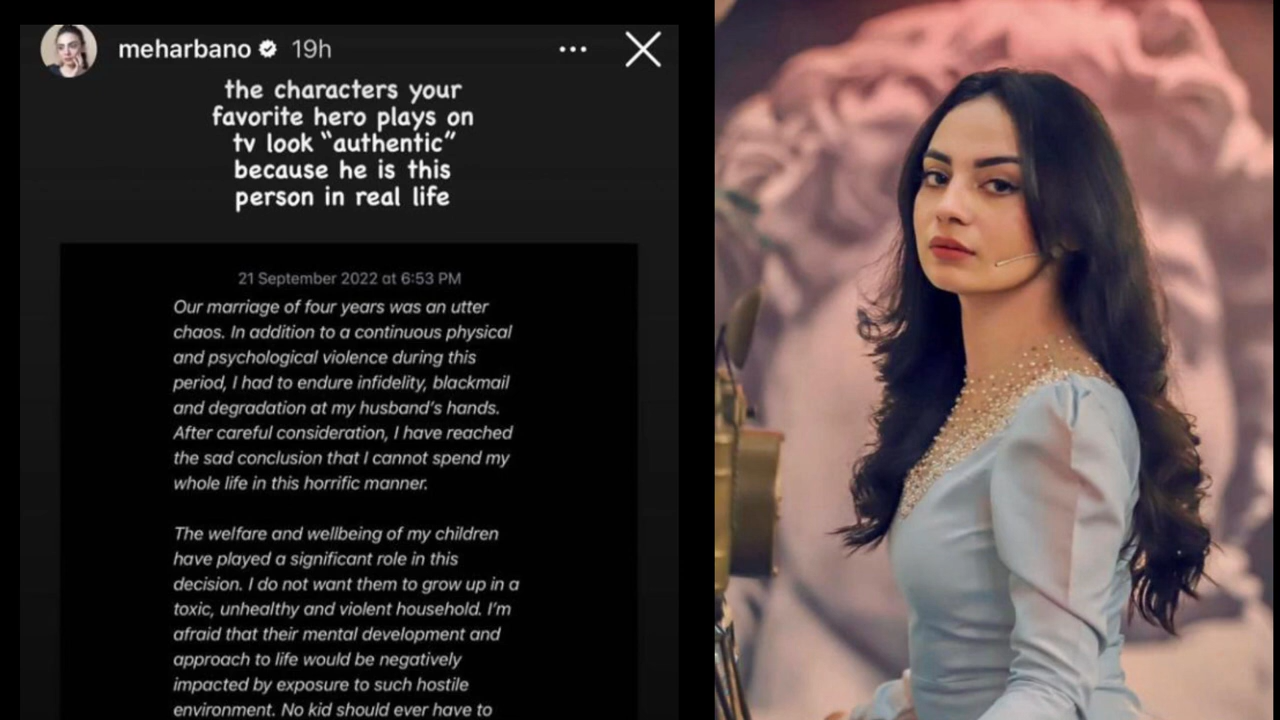 meharbano 19h
the characters your
favorite hero plays on
tv look “authentic”
because he is this
person in real life
21 September 2022 at 6:53 PM
Our marriage of four years was an utter
chaos. In addition to a continuous physical
and psychological violence during this
period, I had to endure infidelity, blackmail
and degradation at my husband’s hands.
After careful consideration, I have reached
the sad conclusion that I cannot spend my
whole life in this horrific manner.
The welfare and wellbeing of my children
have played a significant role in this
decision. I do not want them to grow up in a
toxic, unhealthy and violent household. I’m
afraid that their mental development and
approach to life would be negatively
impacted by exposure to such hostile
environment. No kid should ever have to